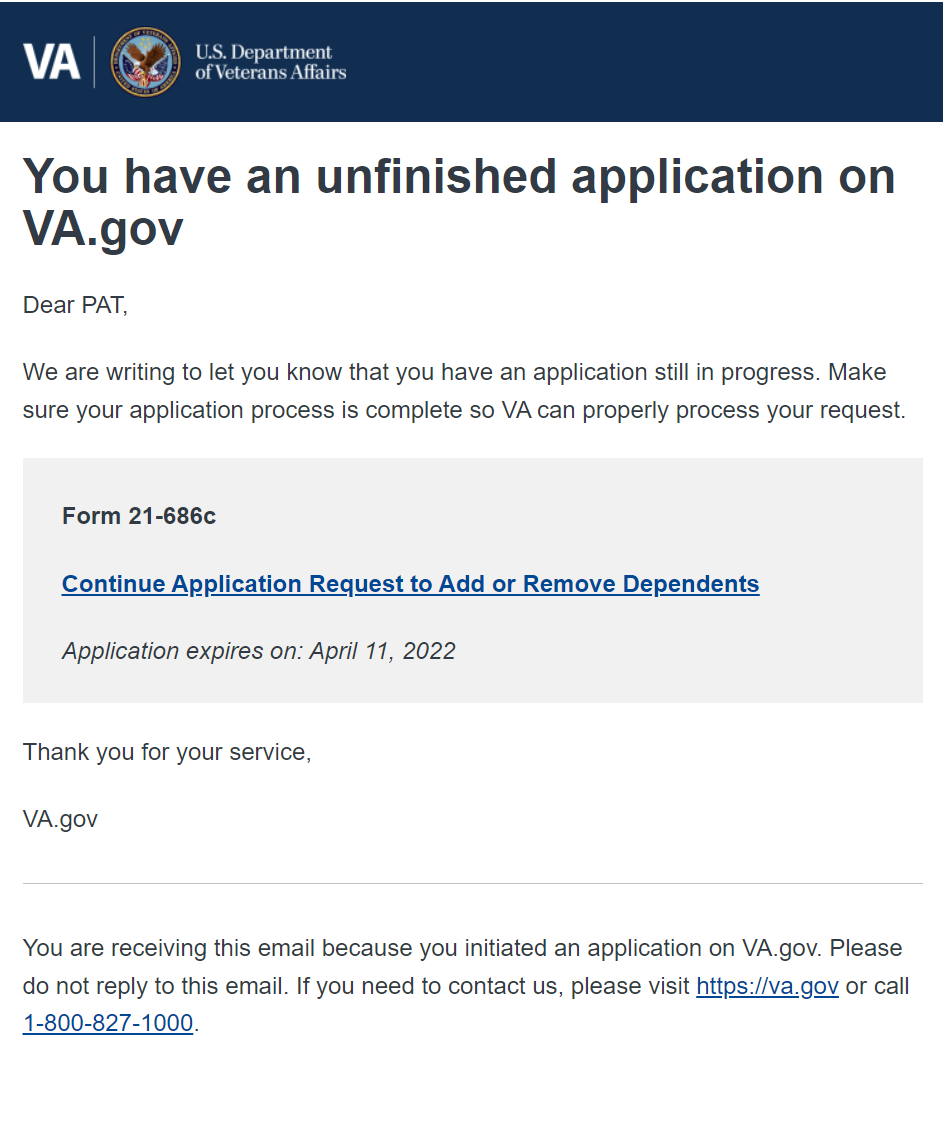 VA
U.S. Department
of Veterans Affairs
You have an unfinished application on
VA.gov
Dear PAT,
We are writing to let you know that you have an application still in progress. Make
sure your application process is complete so VA can properly process your request.
Form 21-686c
Continue Application Request to Add or Remove Dependents
Application expires on: April 11, 2022
Thank you for your service,
VA.gov
You are receiving this email because you initiated an application on VA.gov. Please
do not reply to this email. If you need to contact us, please visit https://va.gov or call
1-800-827-1000.